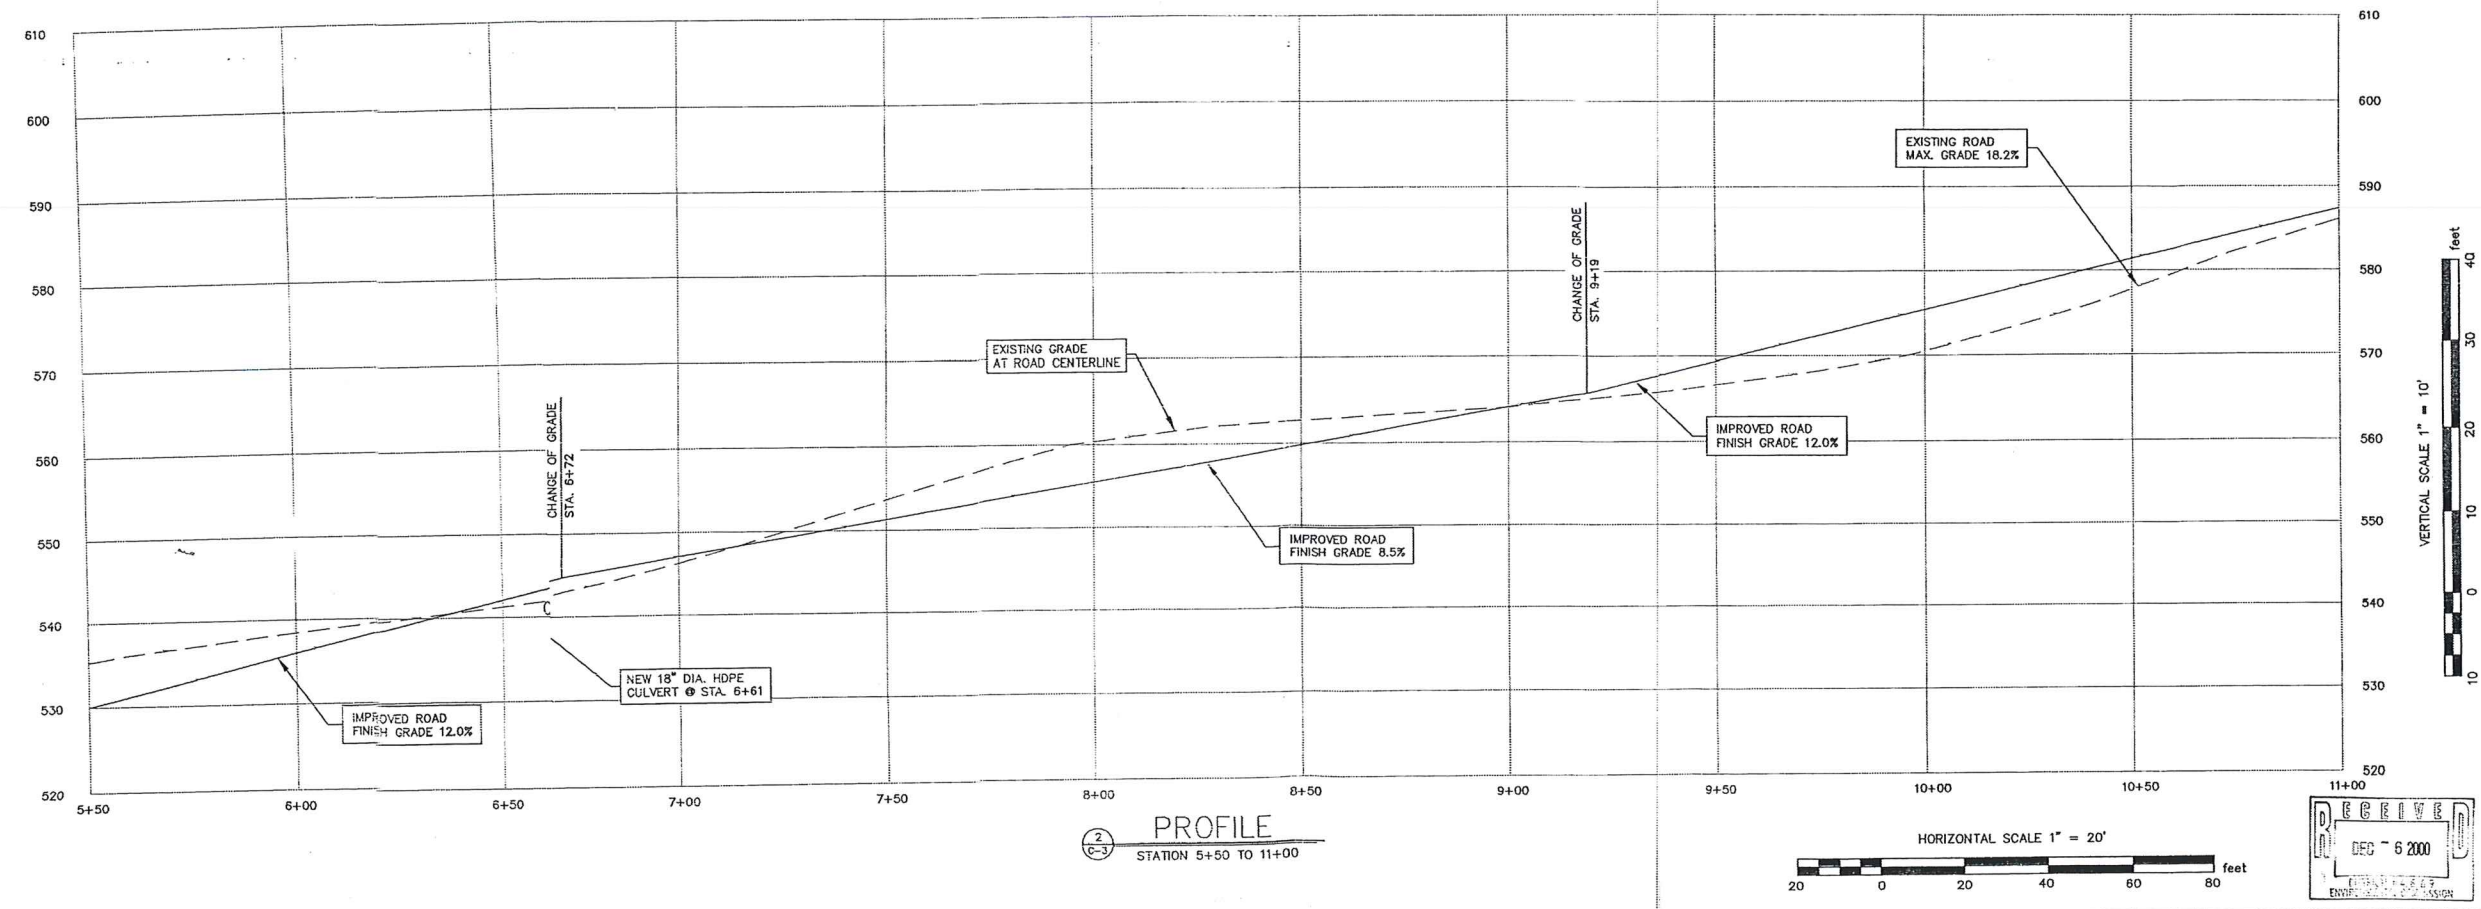 610
600
590
580
570
560
550
540
530
520
610
600
590
580
570
560
550
540
530
520
EXISTING ROAD
MAX. GRADE 18.2%
CHANGE OF GRADE
STA. 9+19
EXISTING GRADE
AT ROAD CENTERLINE
CHANGE OF GRADE
STA. 6+72
IMPROVED ROAD
FINISH GRADE 12.0%
IMPROVED ROAD
FINISH GRADE 8.5%
NEW 18" DIA. HDPE
CULVERT @ STA. 6+61
IMPROVED ROAD
FINISH GRADE 12.0%
5+50 6+00 6+50 7+00 7+50 8+00 8+50 9+00 9+50 10+00 10+50 11+00
2
C-3
PROFILE
STATION 5+50 TO 11+00
VERTICAL SCALE 1" = 10'
10 0 10 20 30 40 feet
HORIZONTAL SCALE 1" = 20'
20 0 20 40 60 80 feet
RECEIVED
DEC - 6 2000